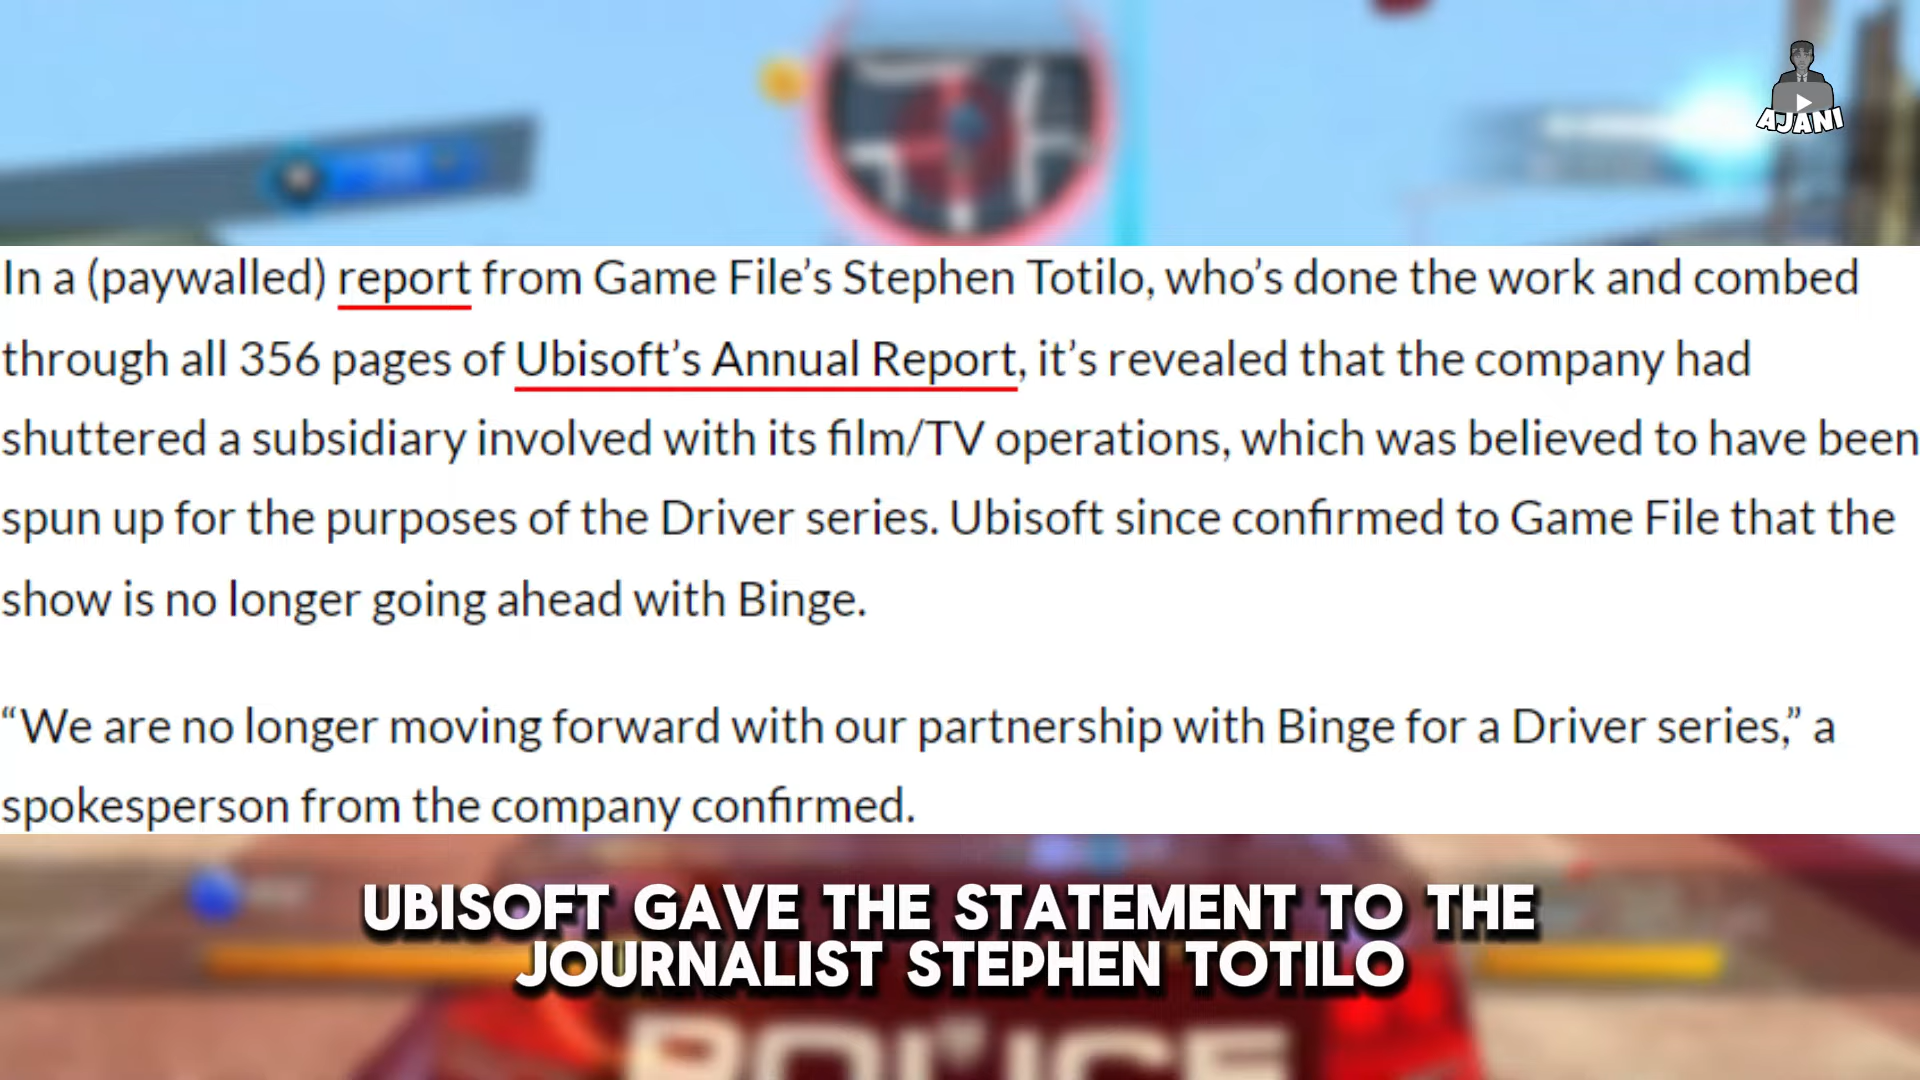 AJANI
In a (paywalled) report from Game File’s Stephen Totilo, who’s done the work and combed
through all 356 pages of Ubisoft’s Annual Report, it’s revealed that the company had
shuttered a subsidiary involved with its film/TV operations, which was believed to have been
spun up for the purposes of the Driver series. Ubisoft since confirmed to Game File that the
show is no longer going ahead with Binge.
“We are no longer moving forward with our partnership with Binge for a Driver series,” a
spokesperson from the company confirmed.
UBISOFT GAVE THE STATEMENT TO THE
JOURNALIST STEPHEN TOTILO
POLICE